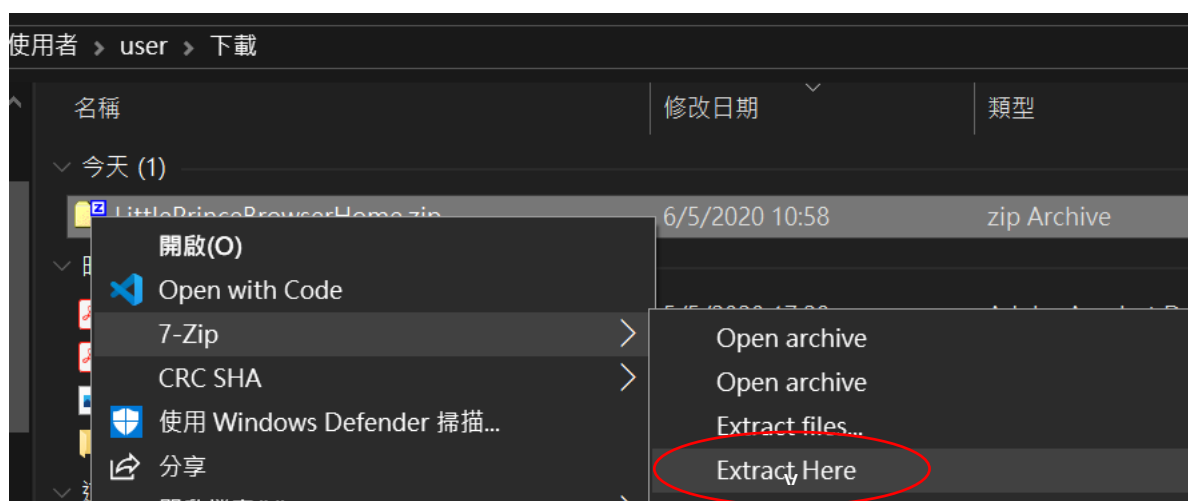 使用者 > user > 下載
名稱 修改日期 類型
今天 (1)
LittlePrinceBrowserHome.zip 6/5/2020 10:58 zip Archive
開啟(O)
Open with Code
7-Zip
Open archive
CRC SHA
Open archive
使用 Windows Defender 掃描...
Extract files...
分享
Extract Here